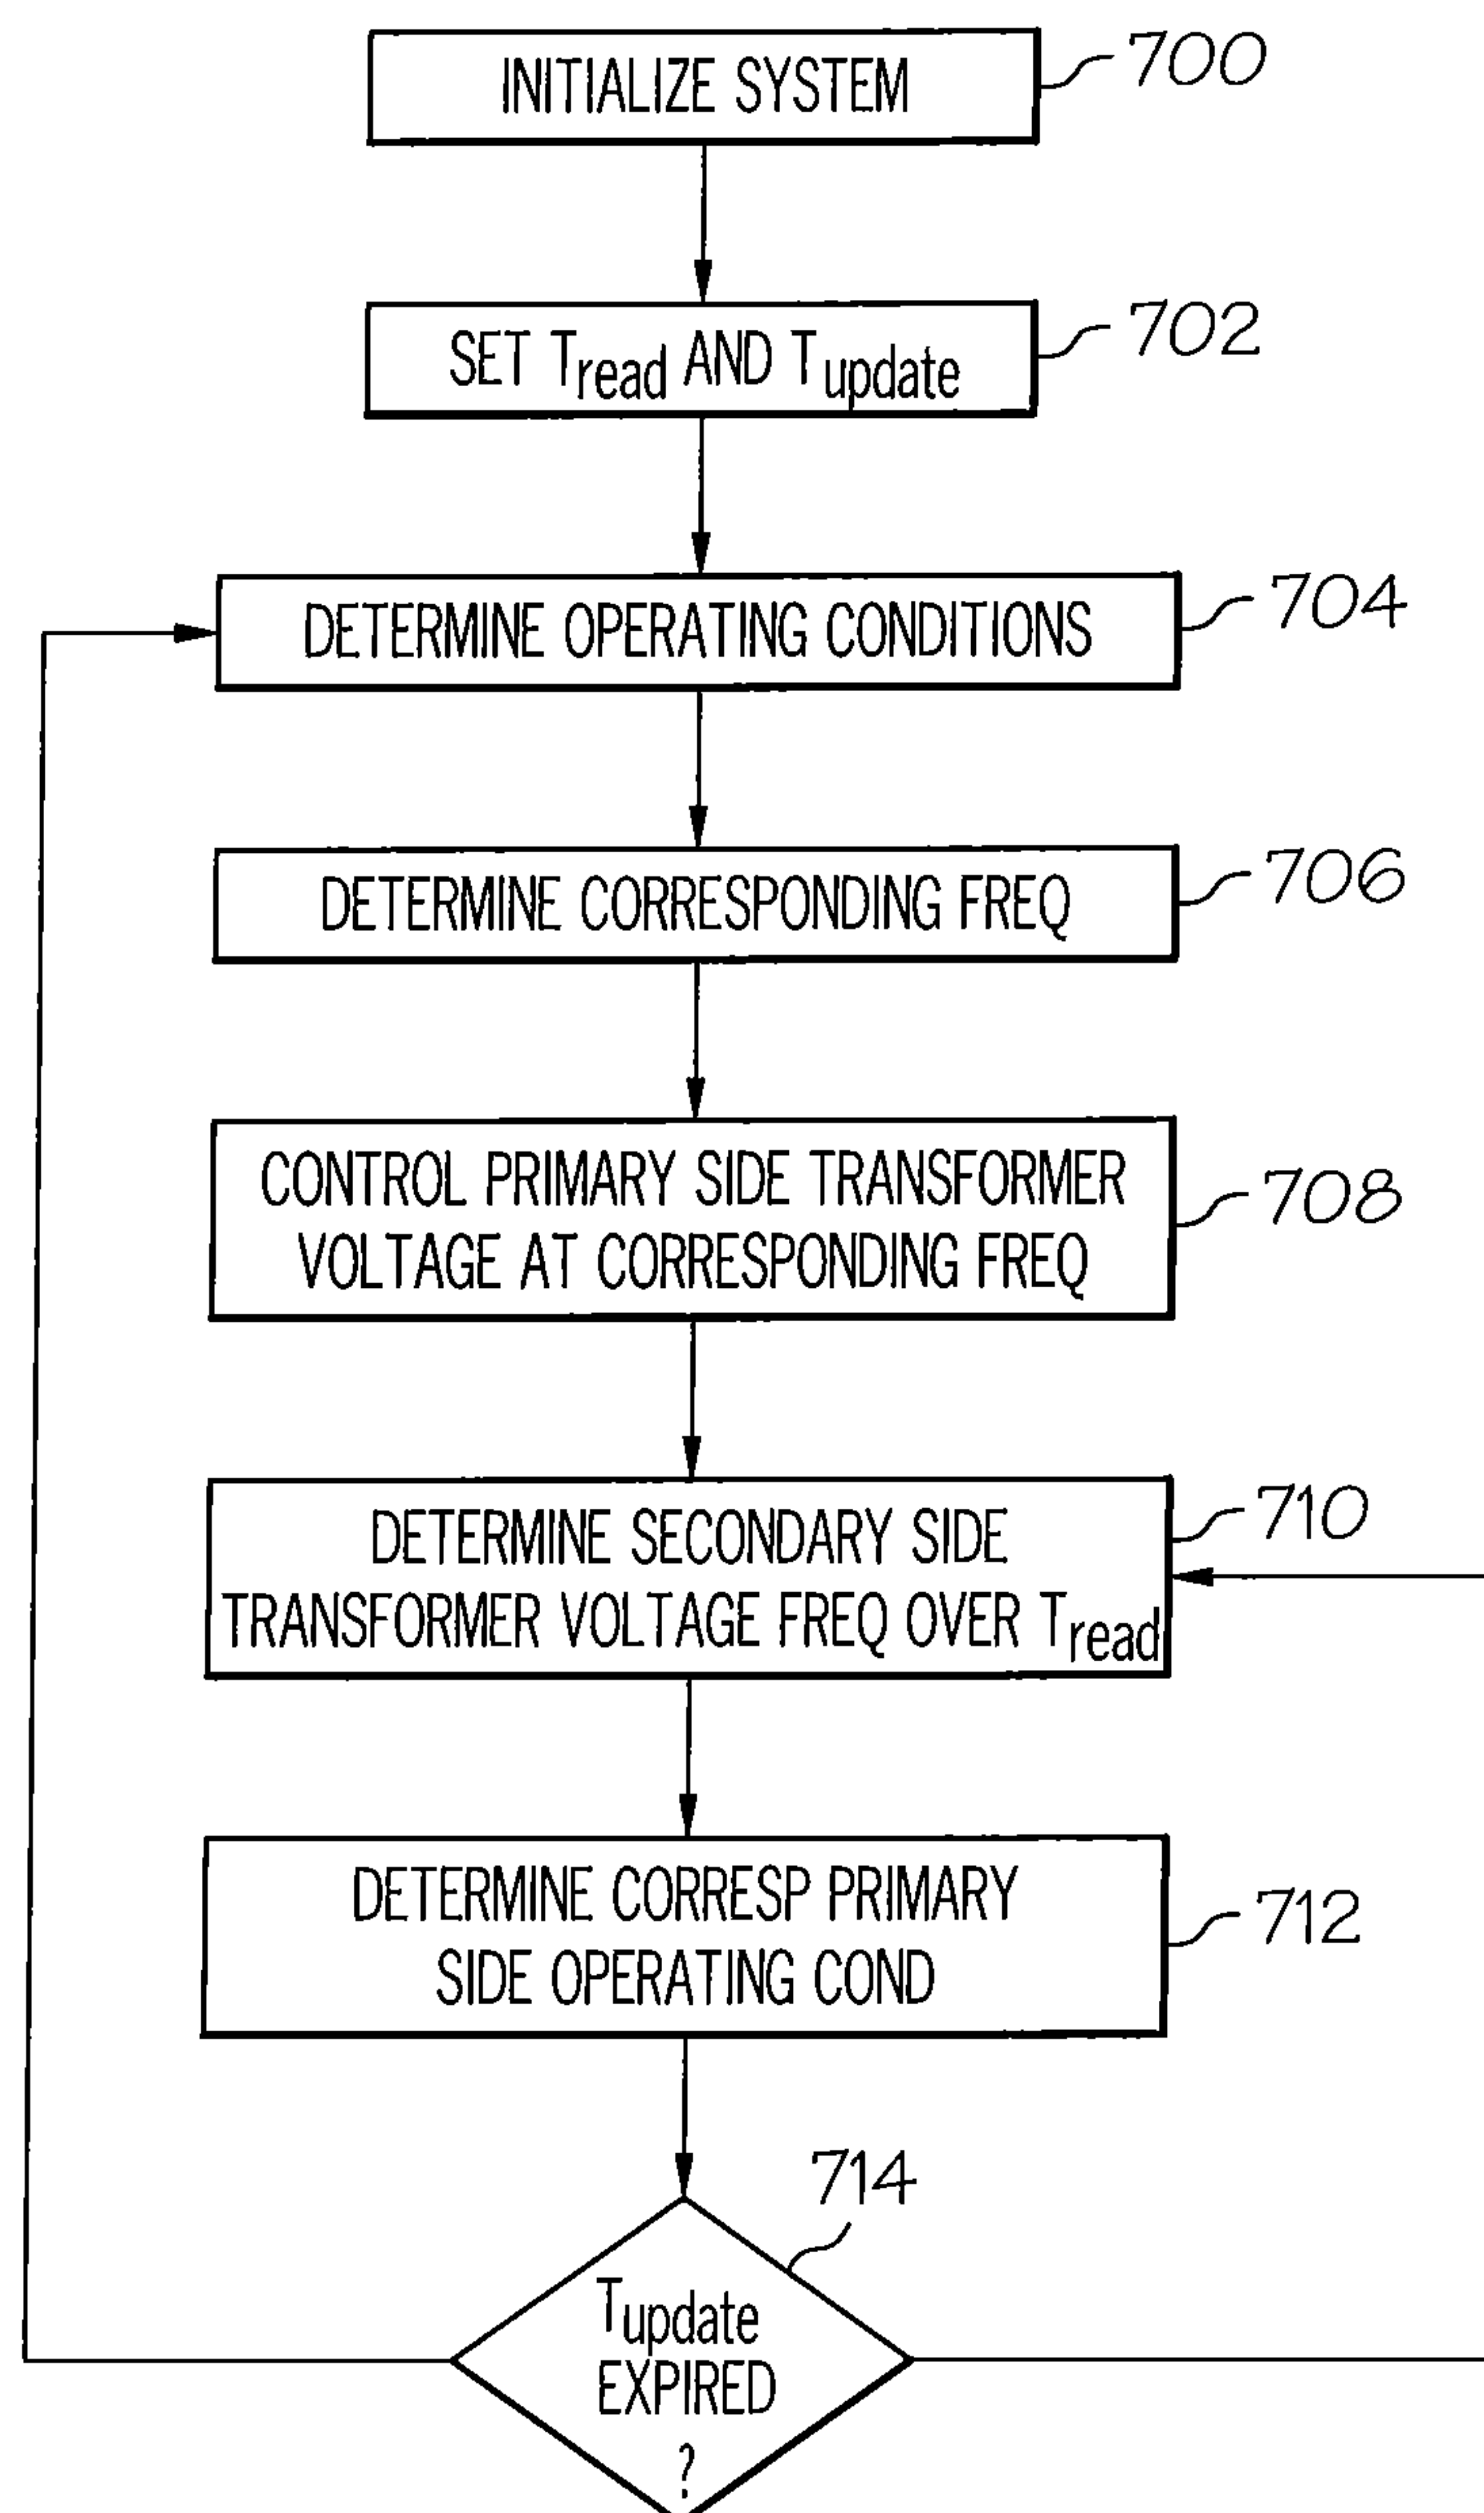 INITIALIZE SYSTEM
700
SET Tread AND Tupdate
702
DETERMINE OPERATING CONDITIONS
704
DETERMINE CORRESPONDING FREQ
706
CONTROL PRIMARY SIDE TRANSFORMER
VOLTAGE AT CORRESPONDING FREQ
708
DETERMINE SECONDARY SIDE
TRANSFORMER VOLTAGE FREQ OVER Tread
710
DETERMINE CORRESP PRIMARY
SIDE OPERATING COND
712
714
Tupdate
EXPIRED
?